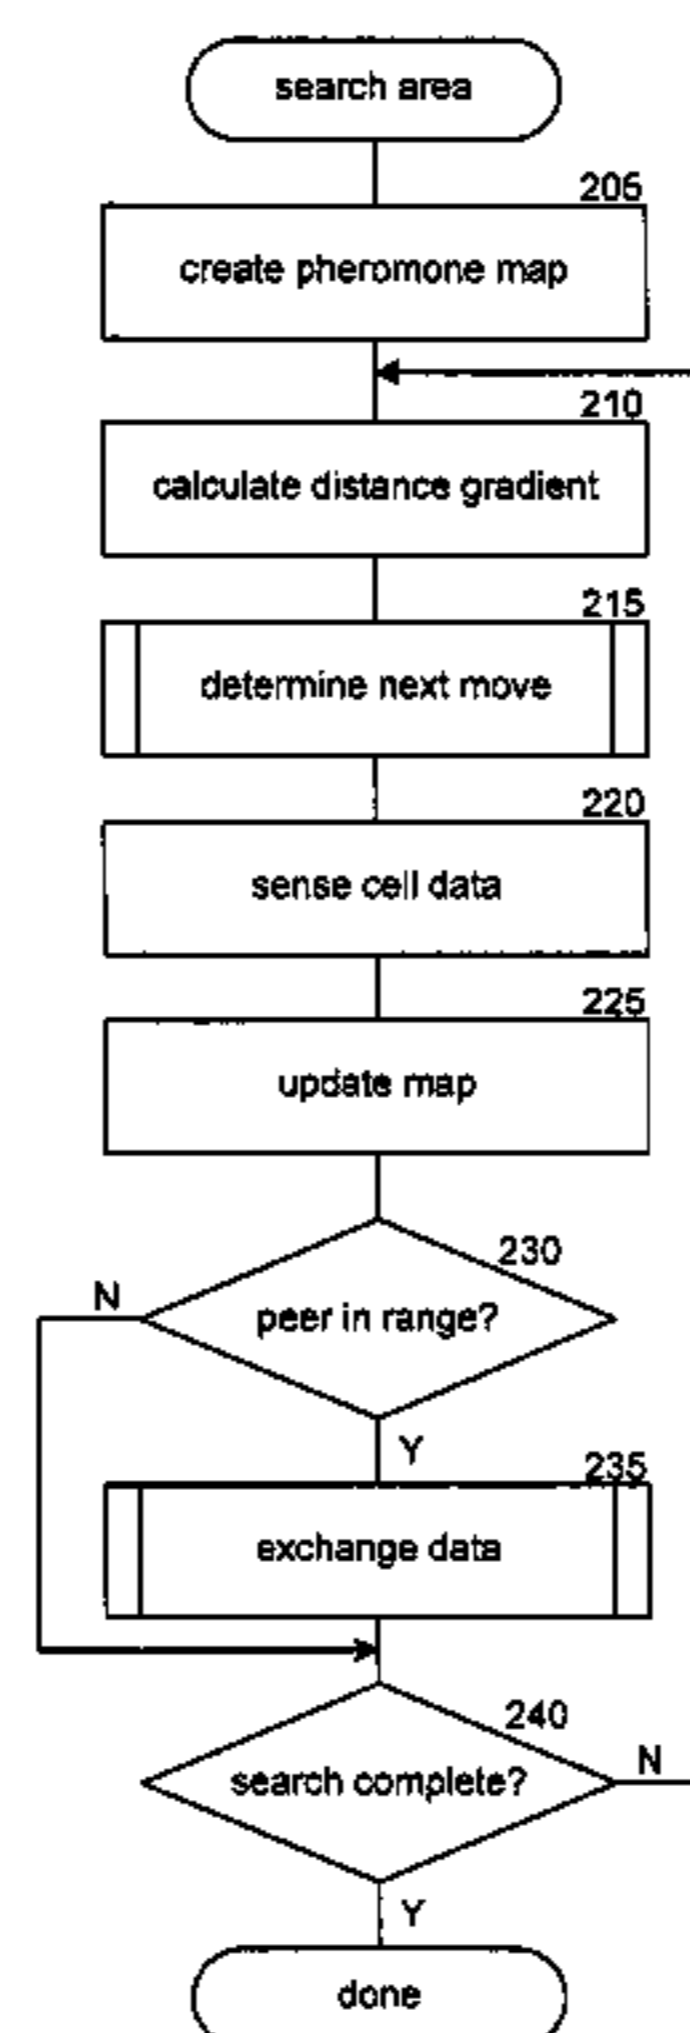 search area
205
create pheromone map
210
calculate distance gradient
215
determine next move
220
sense cell data
225
update map
230
N
peer in range?
Y
235
exchange data
240
search complete?
N
Y
done